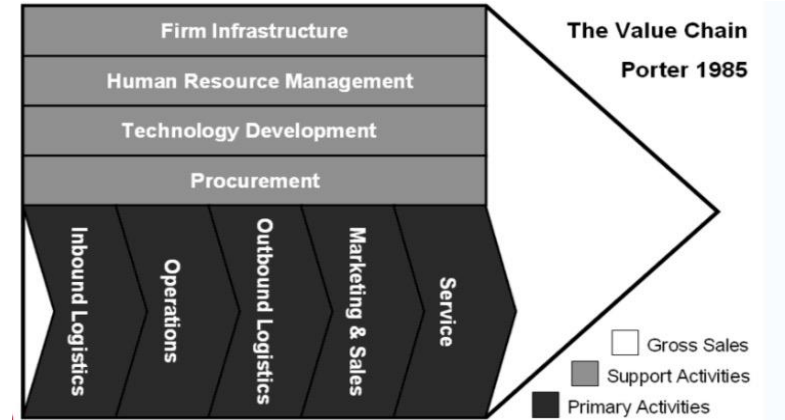 The Value Chain
Porter 1985
Firm Infrastructure
Human Resource Management
Technology Development
Procurement
Inbound Logistics
Operations
Outbound Logistics
Marketing & Sales
Service
Gross Sales
Support Activities
Primary Activities